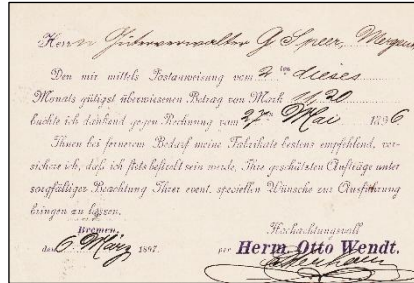 Herrn Güterverwalter G Speer,
Den mir mittels Postanweisung vom 2ten dieses
Monats gütigst überwiesenen Betrag von Mark 11,20
buchte ich dankend gegen Rechnung vom 27ten Mai 1896
Ihnen bei fernerem Bedarf meine Fabrikate bestens empfehlend, ver-
sichere ich, daß ich stets bestrebt sein werde, Ihre geschätzten Aufträge unter
sorgfältiger Beachtung Ihrer event. speciellen Wünsche zur Ausführung
bringen zu lassen.
Bremen, Hochachtungsvoll
den 6. März 1897. per Herm. Otto Wendt.